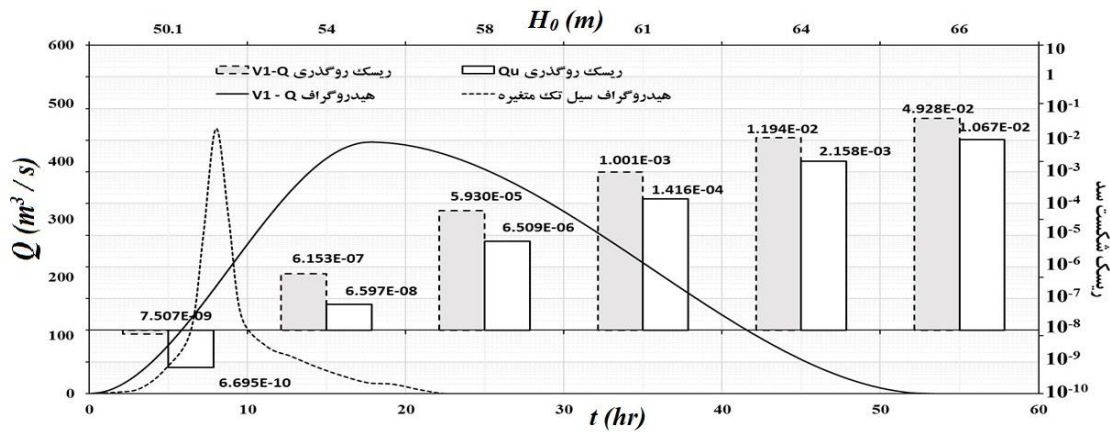 H₀ (m)
50.1 54 58 61 64 66
600
500
400
300
200
100
0
Q (m³ / s)
ریسک روگذری V1-Q
ریسک روگذری Qu
هیدروگراف V1 - Q
هیدروگراف سیل تک متغیره
7.507E-09
6.695E-10
6.153E-07
6.597E-08
5.930E-05
6.509E-06
1.001E-03
1.416E-04
1.194E-02
2.158E-03
4.928E-02
1.067E-02
10
1
10⁻¹
10⁻²
10⁻³
10⁻⁴
10⁻⁵
10⁻⁶
10⁻⁷
10⁻⁸
10⁻⁹
10⁻¹⁰
ریسک شکست سد
0 10 20 30 40 50 60
t (hr)